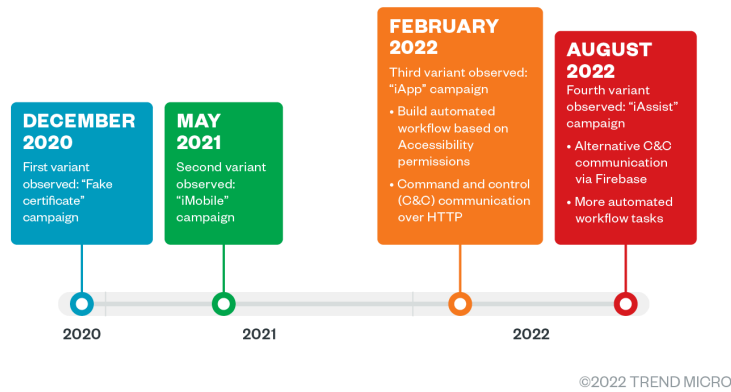 DECEMBER
2020
First variant
observed: “Fake
certificate”
campaign
MAY
2021
Second variant
observed:
“iMobile”
campaign
FEBRUARY
2022
Third variant observed:
“iApp” campaign
• Build automated
workflow based on
Accessibility
permissions
• Command and control
(C&C) communication
over HTTP
AUGUST
2022
Fourth variant
observed: “iAssist”
campaign
• Alternative C&C
communication
via Firebase
• More automated
workflow tasks
2020
2021
2022
©2022 TREND MICRO